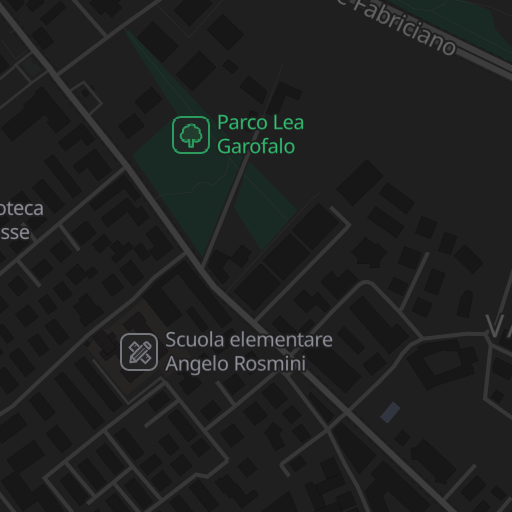 e Fabriciano
Parco Lea
Garofalo
oteca
sse
Scuola elementare
Angelo Rosmini